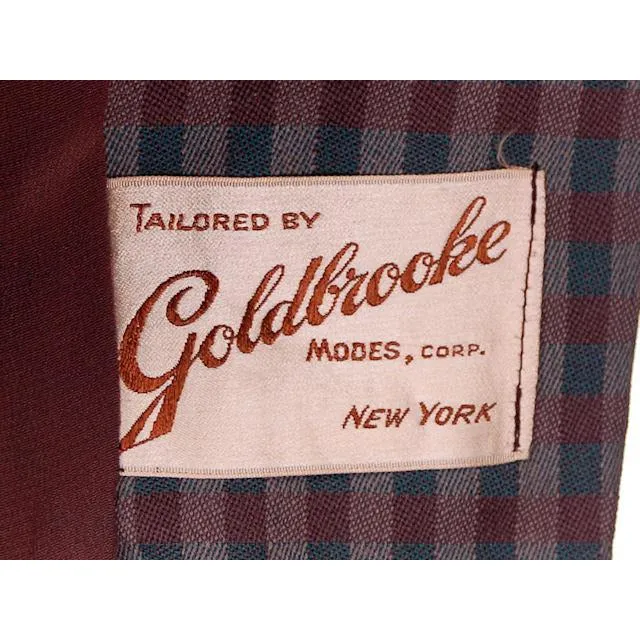 TAILORED BY
Goldbrooke
MODES, CORP.
NEW YORK